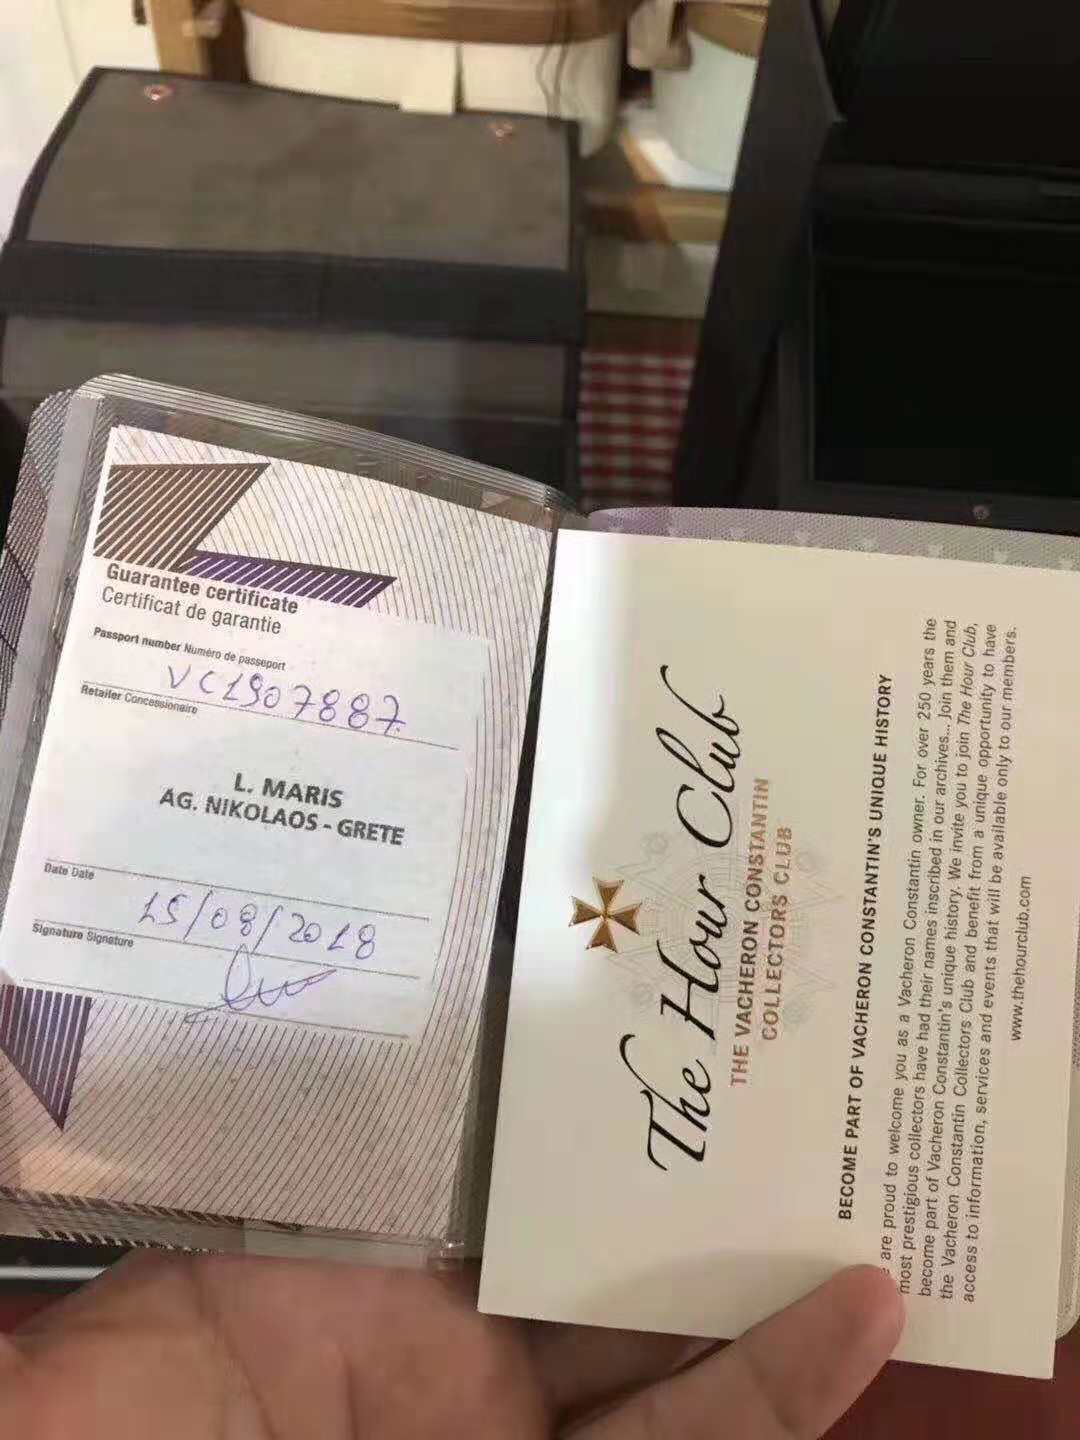 Guarantee certificate
Certificat de garantie
Passport number Numéro de passeport
VC1907887.
Retailer Concessionaire
L. MARIS
AG. NIKOLAOS - GRETE
Date Date
15/08/2018
Signature Signature
The Hour Club
THE VACHERON CONSTANTIN
COLLECTORS CLUB
BECOME PART OF VACHERON CONSTANTIN'S UNIQUE HISTORY
are proud to welcome you as a Vacheron Constantin owner. For over 250 years the
most prestigious collectors have had their names inscribed in our archives... Join them and
become part of Vacheron Constantin's unique history. We invite you to join The Hour Club,
the Vacheron Constantin Collectors Club and benefit from a unique opportunity to have
access to information, services and events that will be available only to our members.
www.thehourclub.com